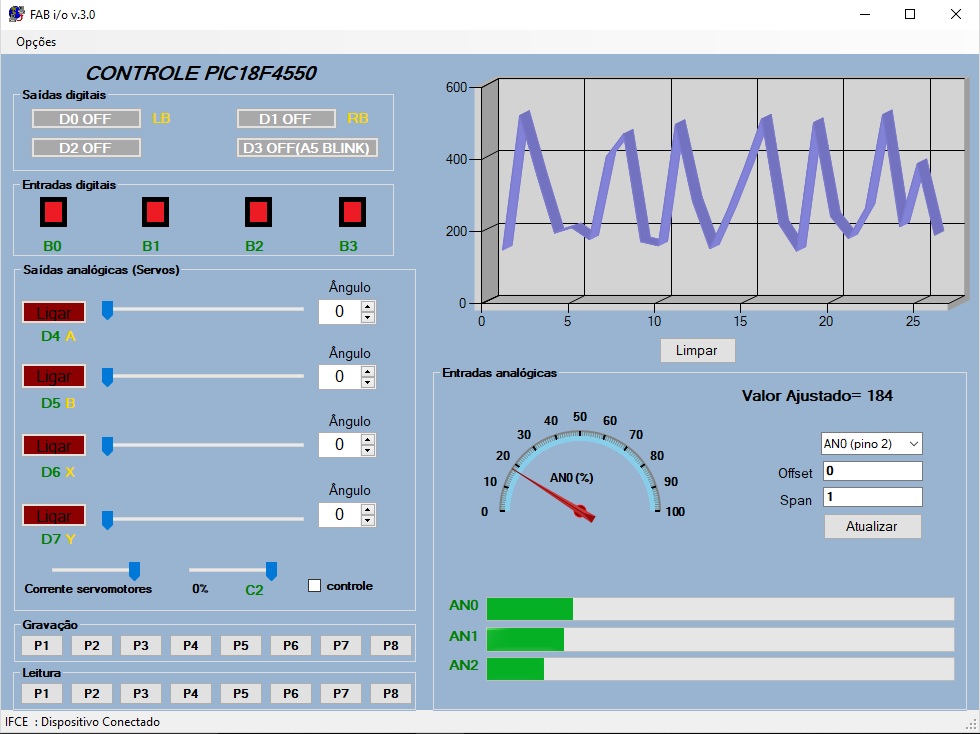 FAB i/o v.3.0
Opções
CONTROLE PIC18F4550
Saídas digitais
D0 OFF LB D1 OFF RB
D2 OFF D3 OFF(A5 BLINK)
Entradas digitais
B0 B1 B2 B3
Saídas analógicas (Servos)
Ângulo
Ligar 0
D4 A
Ângulo
Ligar 0
D5 B
Ângulo
Ligar 0
D6 X
Ângulo
Ligar 0
D7 Y
Corrente servomotores 0% C2 controle
Gravação
P1 P2 P3 P4 P5 P6 P7 P8
Leitura
P1 P2 P3 P4 P5 P6 P7 P8
600
400
200
0
0 5 10 15 20 25
Limpar
Entradas analógicas
Valor Ajustado= 184
0 10 20 30 40 50 60 70 80 90 100
AN0 (%)
AN0 (pino 2)
Offset 0
Span 1
Atualizar
AN0
AN1
AN2
IFCE : Dispositivo Conectado